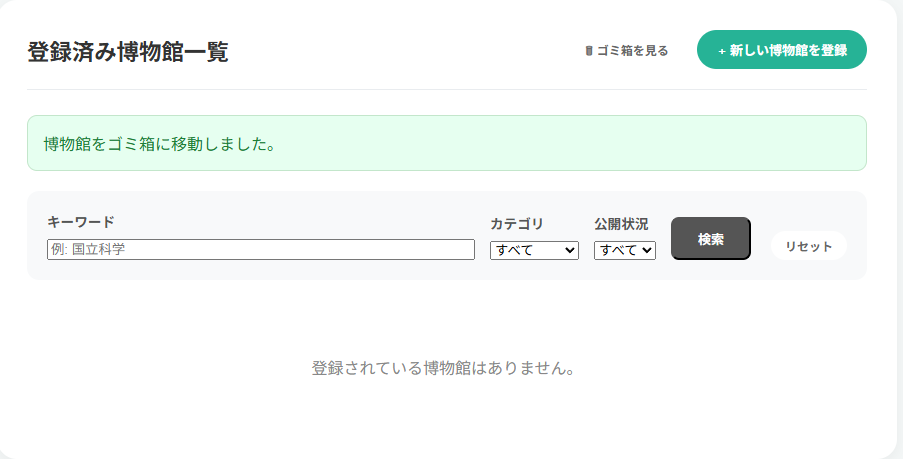 登録済み博物館一覧
ゴミ箱を見る
+ 新しい博物館を登録
博物館をゴミ箱に移動しました。
キーワード
カテゴリ
公開状況
例: 国立科学
すべて
すべて
検索
リセット
登録されている博物館はありません。